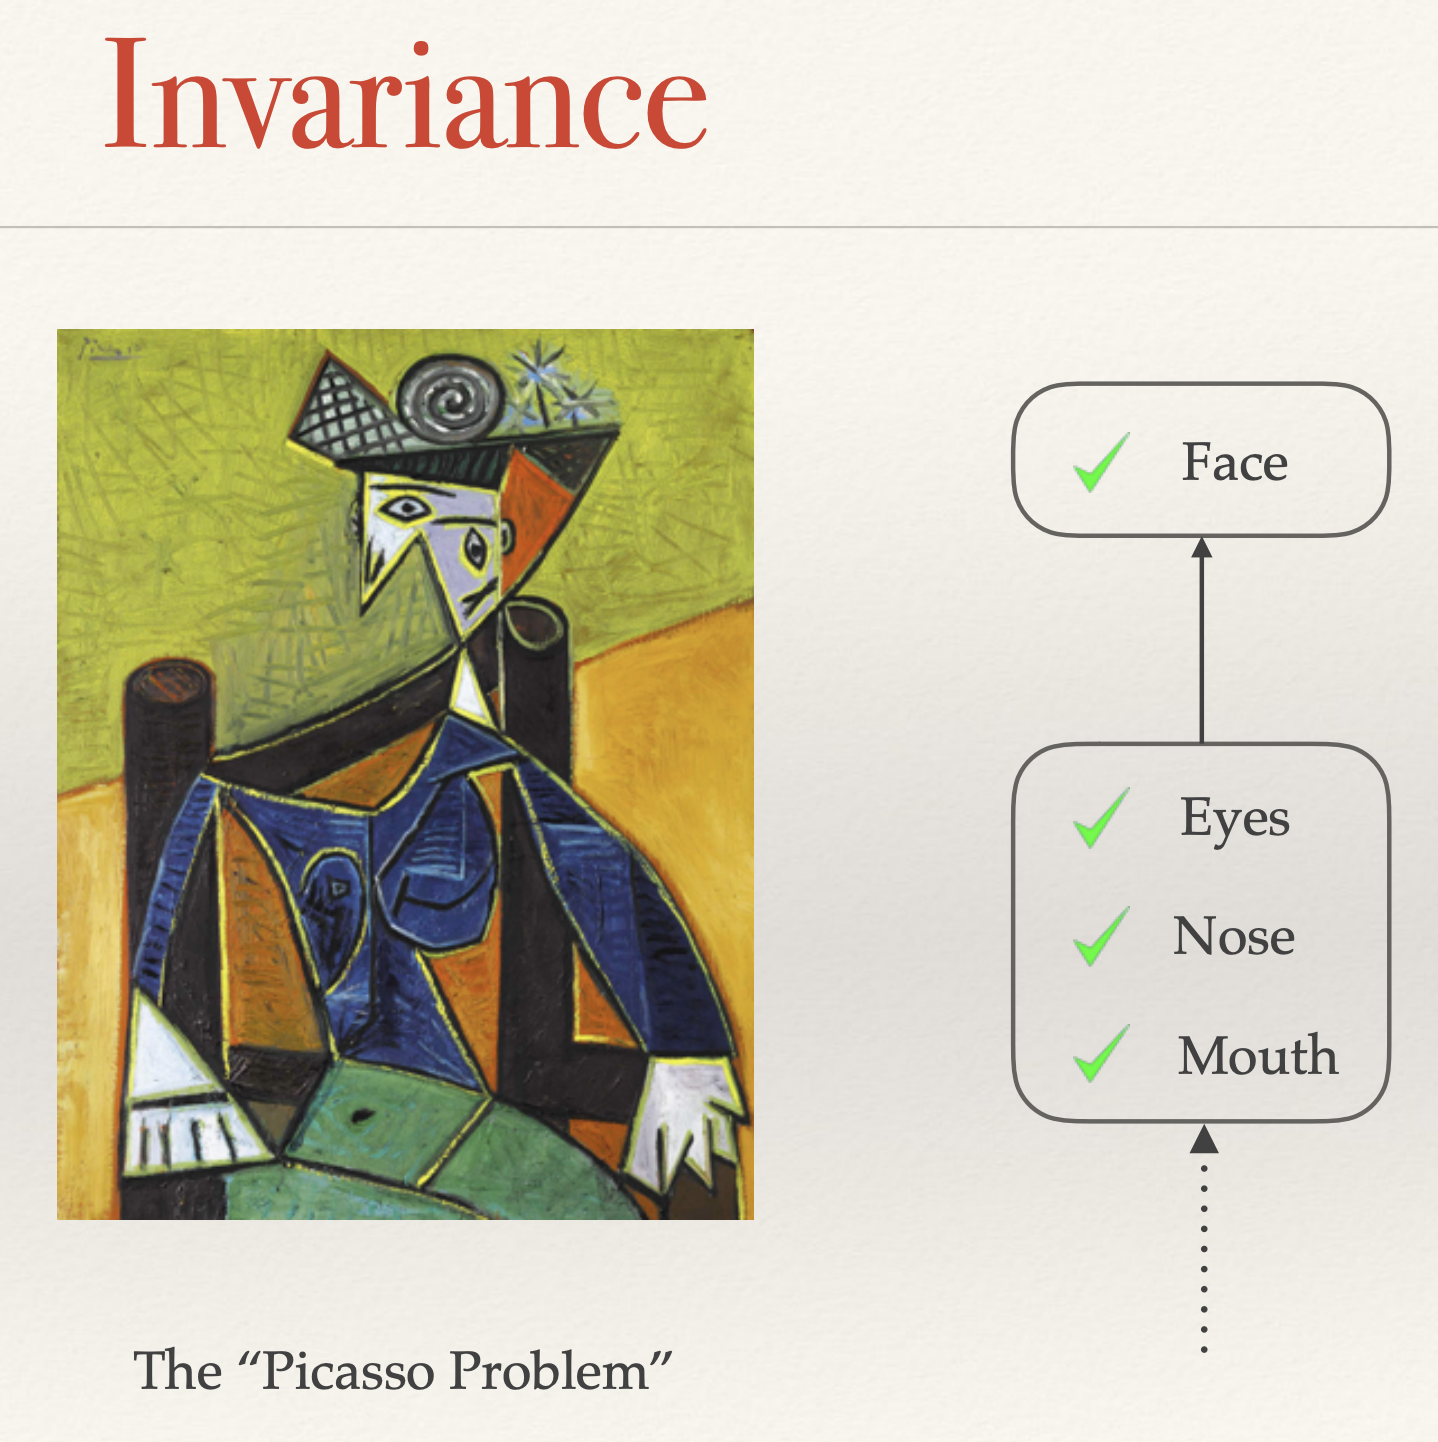 Invariance
Face
Eyes
Nose
Mouth
The “Picasso Problem”